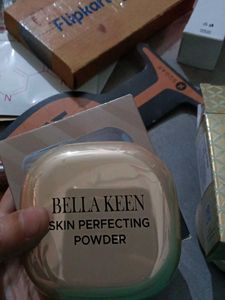 Flipkart
BELLA KEEN
SKIN PERFECTING
POWDER